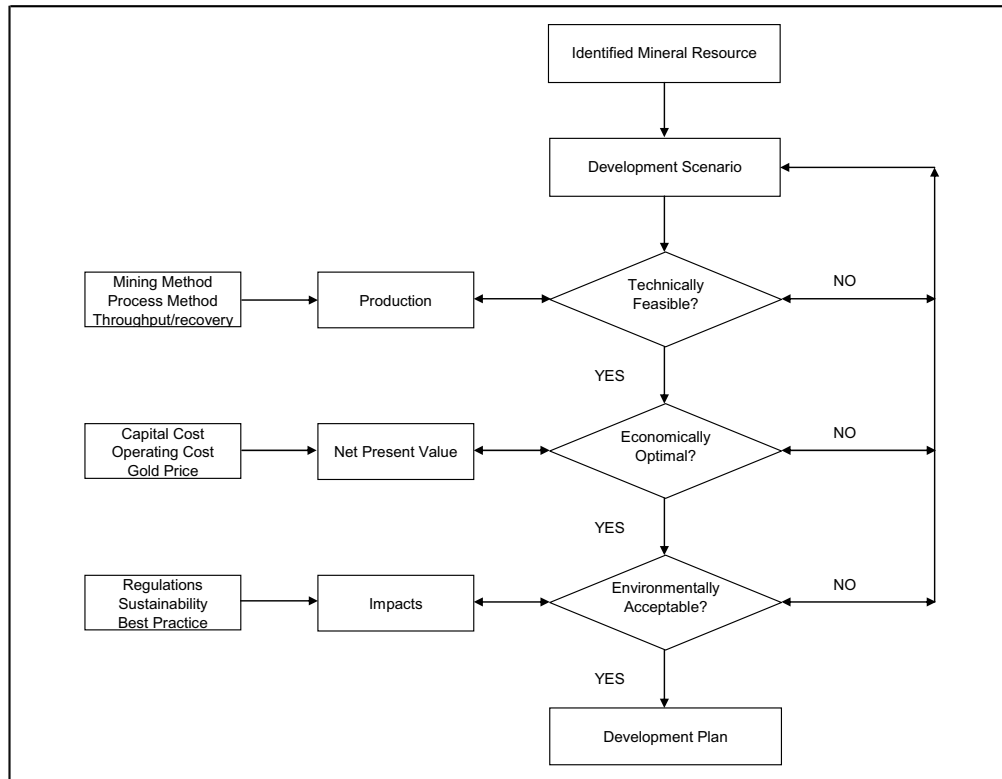 Identified Mineral Resource
Development Scenario
Mining Method
Process Method
Throughput/recovery
Production
Technically
Feasible?
NO
YES
Capital Cost
Operating Cost
Gold Price
Net Present Value
Economically
Optimal?
NO
YES
Regulations
Sustainability
Best Practice
Impacts
Environmentally
Acceptable?
NO
YES
Development Plan